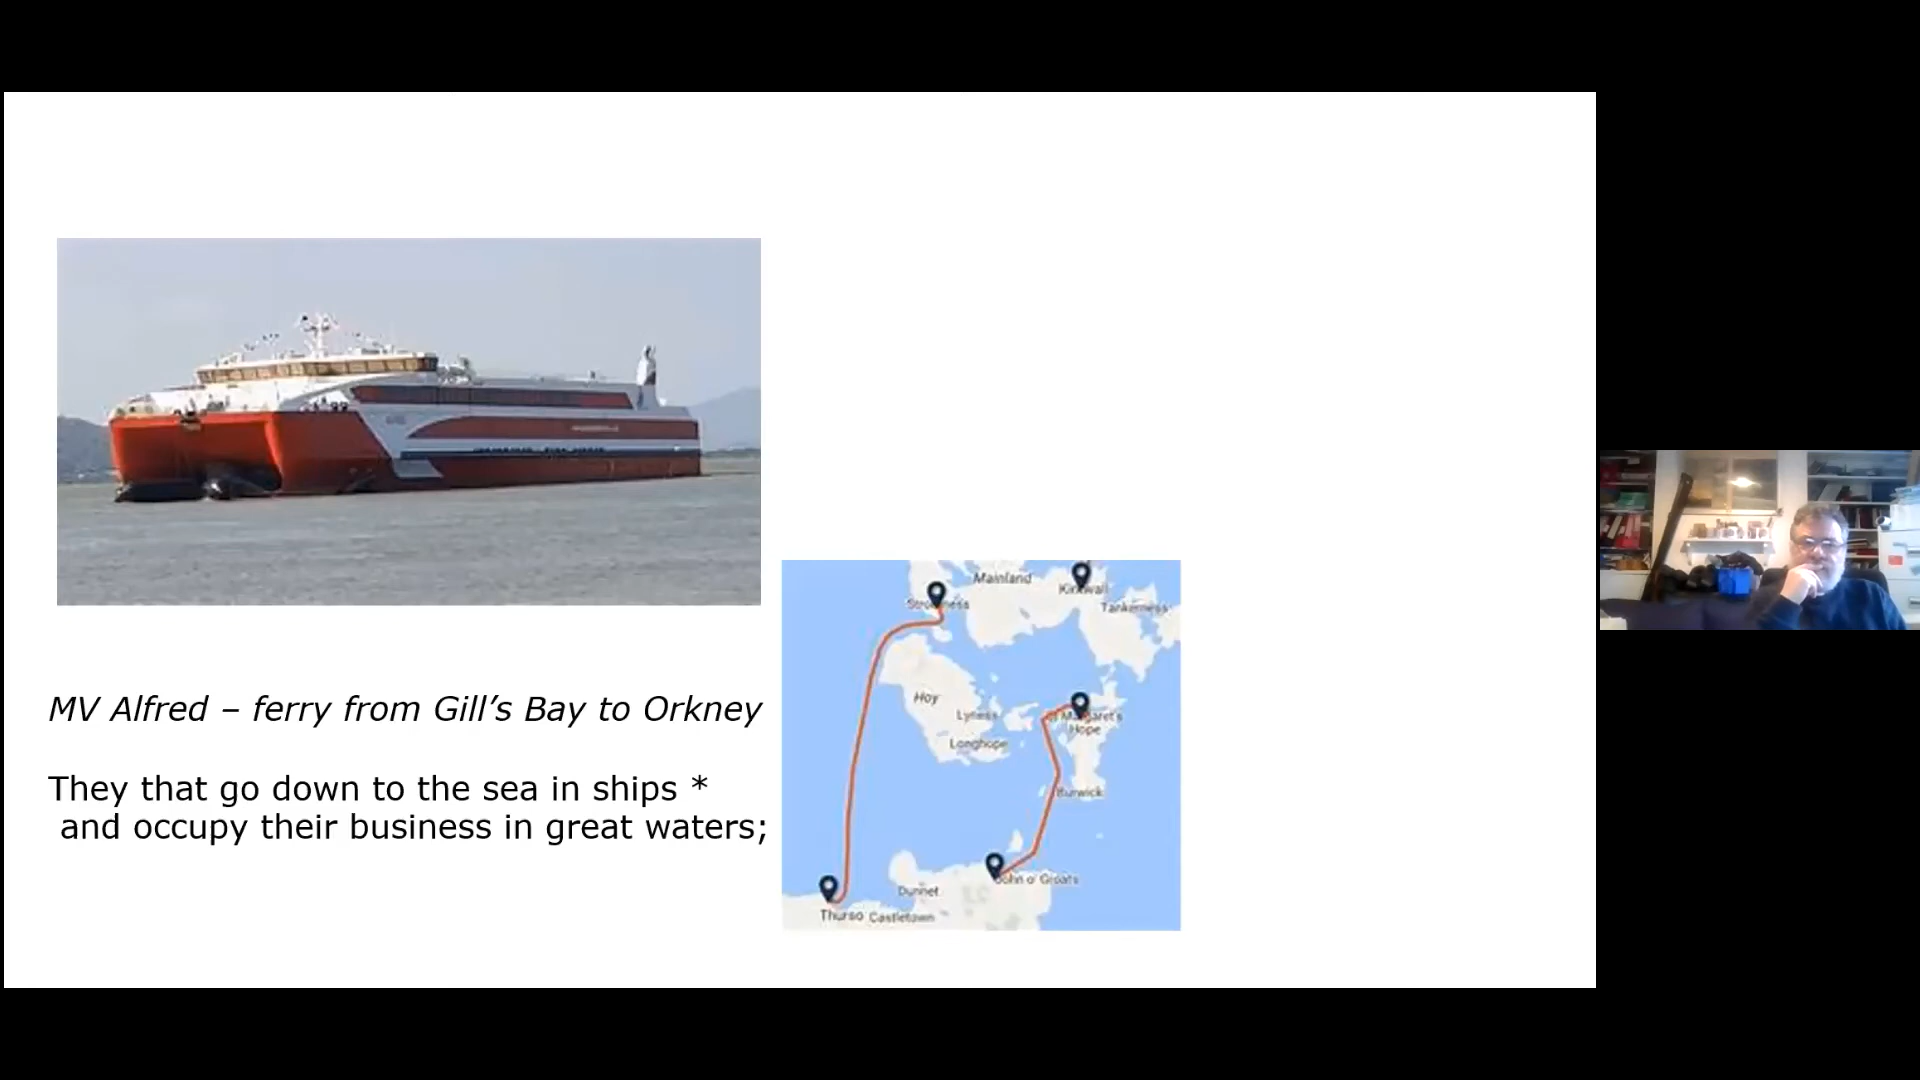 MV Alfred – ferry from Gill’s Bay to Orkney
They that go down to the sea in ships *
and occupy their business in great waters;
Mainland
Kirkwall
Stromness
Tankerness
Hoy
Lyness
St Margaret's
Hope
Longhope
Burwick
John o' Groats
Dunnet
Thurso
Castletown